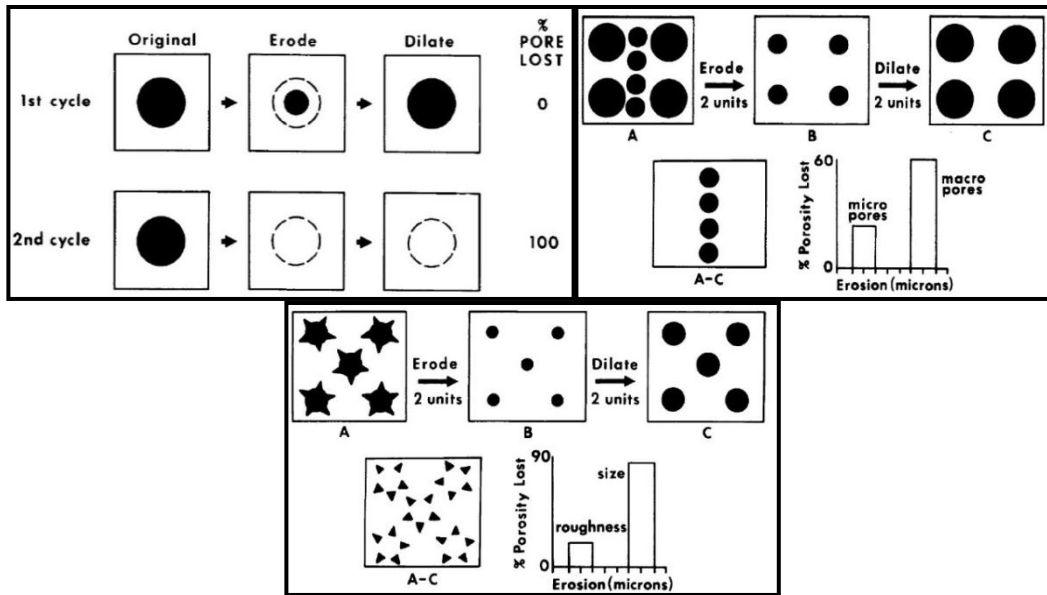 Original Erode Dilate % PORE LOST
1st cycle 0
2nd cycle 100
A Erode 2 units B Dilate 2 units C
A-C
% Porosity Lost
60
0
micro pores
macro pores
Erosion (microns)
A Erode 2 units B Dilate 2 units C
A-C
% Porosity Lost
90
0
roughness
size
Erosion (microns)